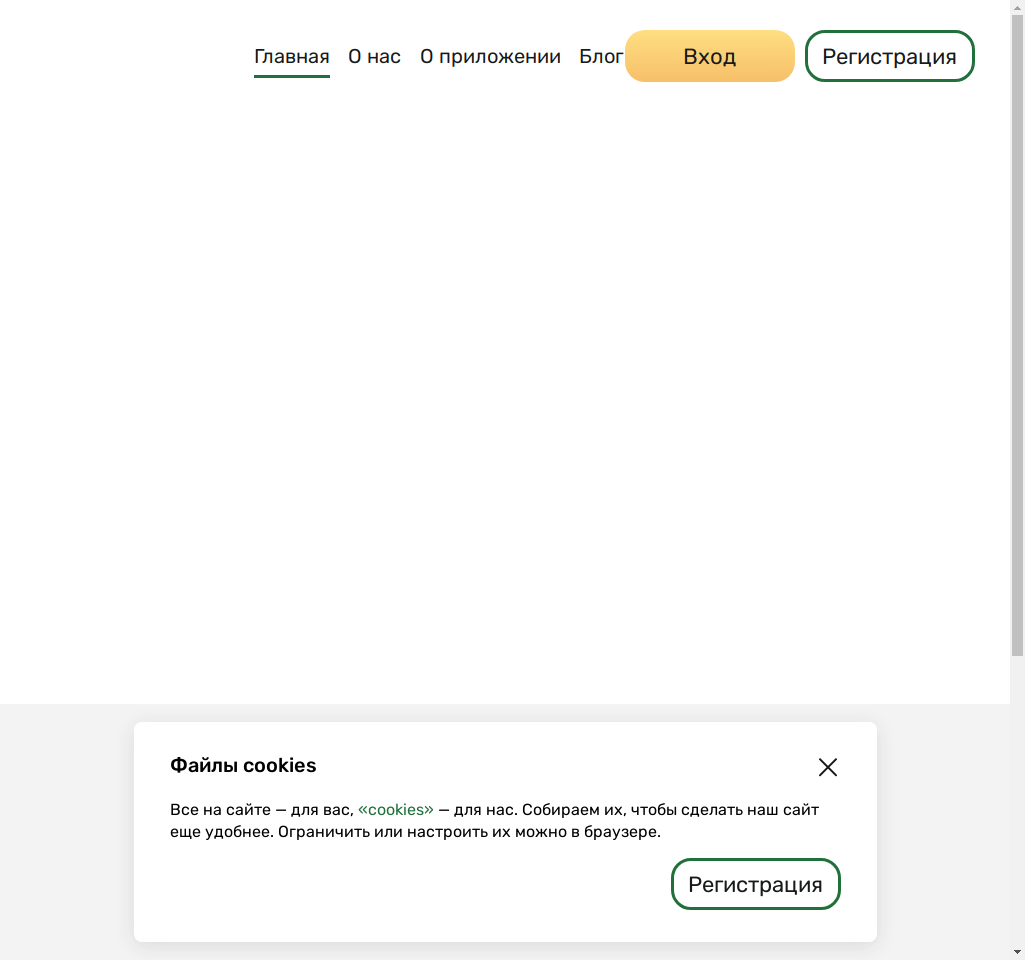 Главная О нас О приложении Блог Вход Регистрация
Файлы cookies
Все на сайте — для вас, «cookies» — для нас. Собираем их, чтобы сделать наш сайт
еще удобнее. Ограничить или настроить их можно в браузере.
Регистрация